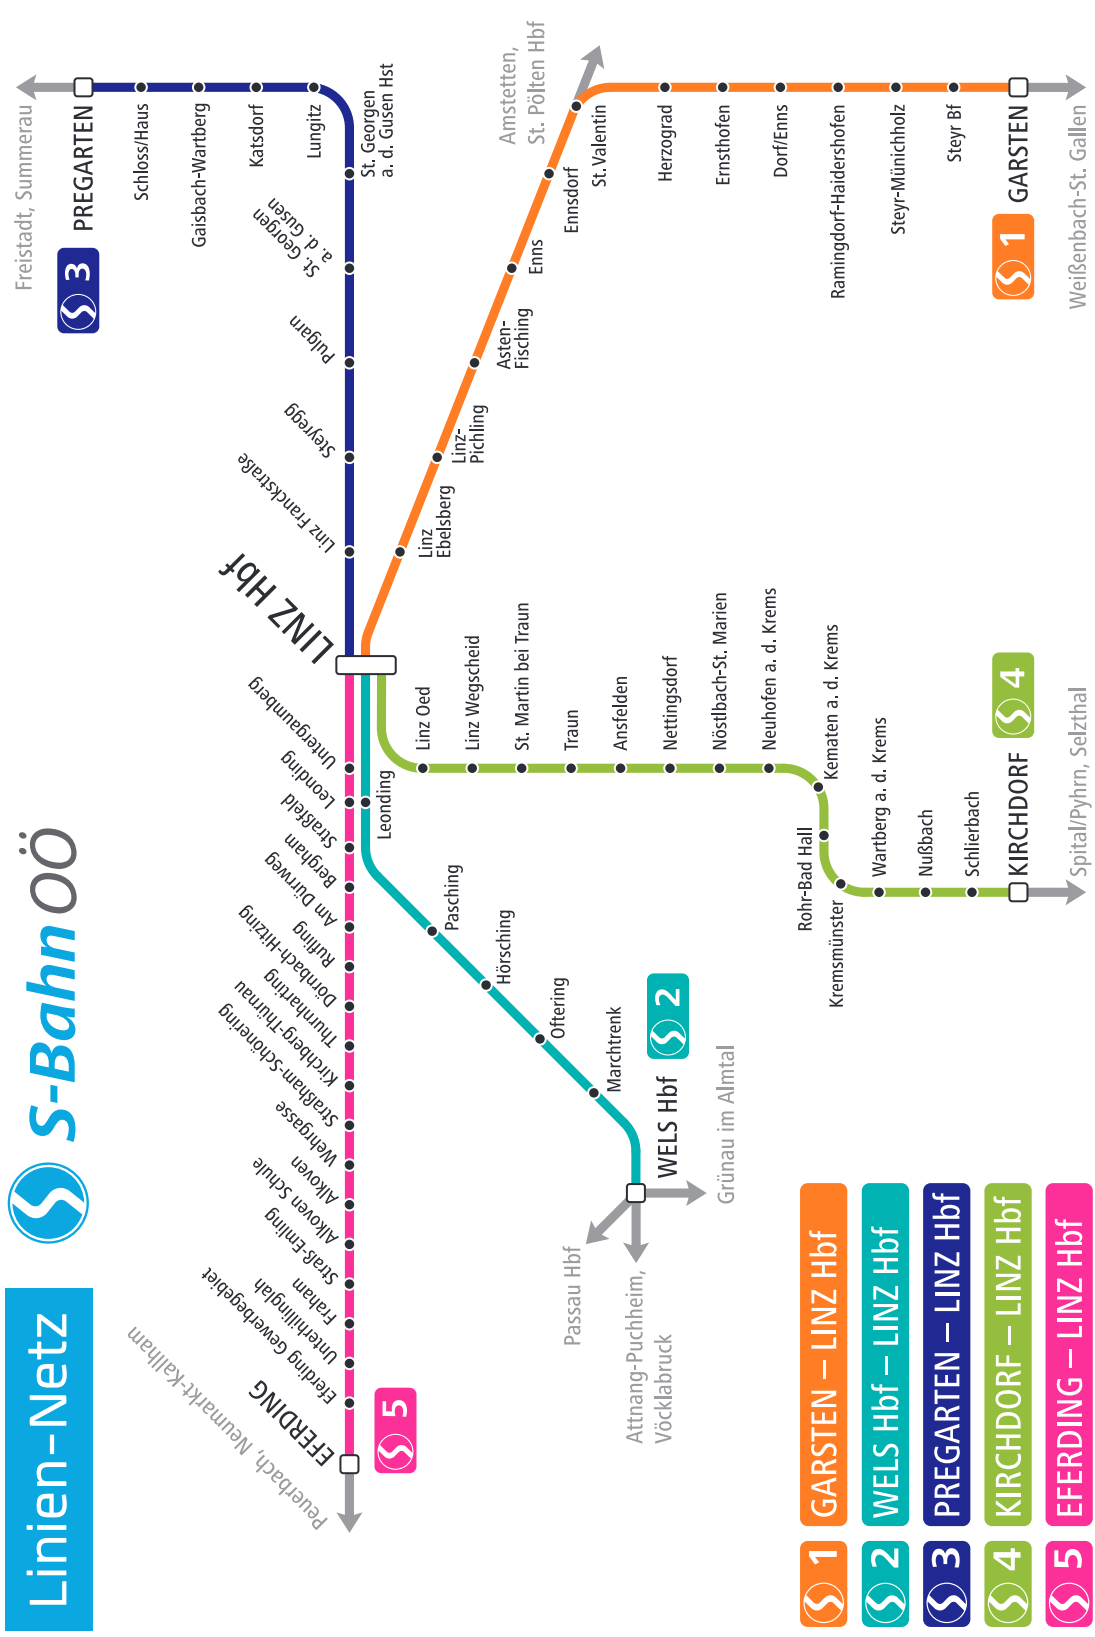 Linien-Netz
S-Bahn OÖ
Peuerbach, Neumarkt-Kallham
EFERDING
S 5
Eferding Gewerbegebiet
Unterhillinglah
Fraham
Straß-Emling
Alkoven Schule
Alkoven
Wehrgasse
Straßham-Schönering
Kirchberg-Thürnau
Thurnharting
Dörnbach-Hitzing
Rufling
Am Dürrweg
Bergham
Straßfeld
Leonding
Untergaumberg
LINZ Hbf
Linz Franckstraße
Steyregg
Pulgarn
St. Georgen
a. d. Gusen
St. Georgen
a. d. Gusen Hst
Lungitz
Katsdorf
Gaisbach-Wartberg
Schloss/Haus
PREGARTEN
S 3
Freistadt, Summerau
Leonding
Pasching
Hörsching
Oftering
Marchtrenk
WELS Hbf
S 2
Grünau im Almtal
Passau Hbf
Attnang-Puchheim,
Vöcklabruck
Linz
Ebelsberg
Linz-
Pichling
Asten-
Fisching
Enns
Ennsdorf
St. Valentin
Amstetten,
St. Pölten Hbf
Herzograd
Ernsthofen
Dorf/Enns
Ramingdorf-Haidershofen
Steyr-Münichholz
Steyr Bf
GARSTEN
S 1
Weißenbach-St. Gallen
Linz Oed
Linz Wegscheid
St. Martin bei Traun
Traun
Ansfelden
Nettingsdorf
Nöstlbach-St. Marien
Neuhofen a. d. Krems
Kematen a. d. Krems
Rohr-Bad Hall
Kremsmünster
Wartberg a. d. Krems
Nußbach
Schlierbach
KIRCHDORF
S 4
Spital/Pyhrn, Selzthal
S 1 GARSTEN – LINZ Hbf
S 2 WELS Hbf – LINZ Hbf
S 3 PREGARTEN – LINZ Hbf
S 4 KIRCHDORF – LINZ Hbf
S 5 EFERDING – LINZ Hbf